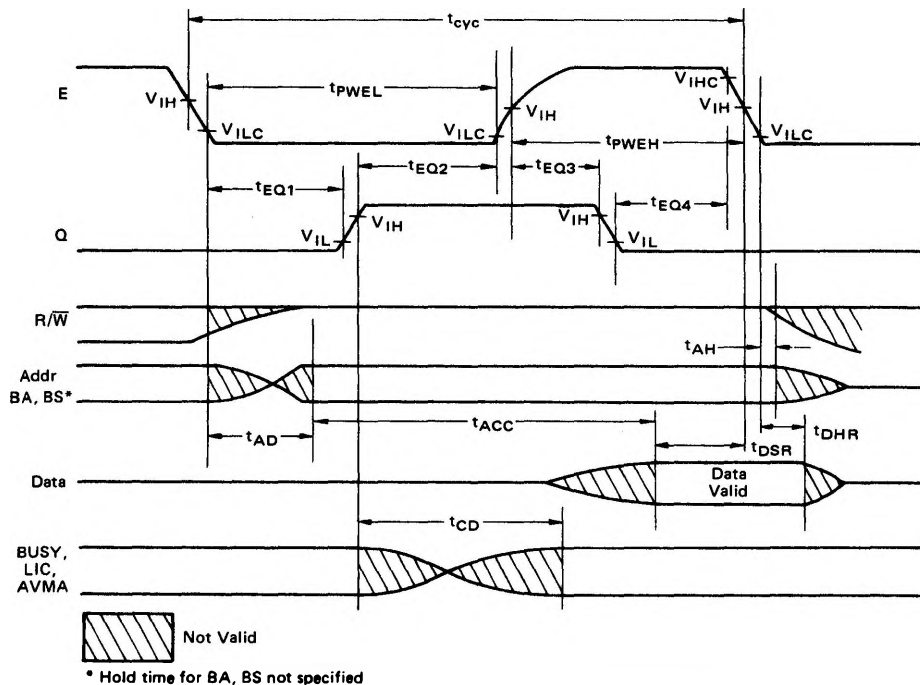 tcyc
E
tPWEL
VIHC
VIH
VIH
VIH
VILC
VILC
VILC
tPWEH
tEQ1
tEQ2
tEQ3
tEQ4
Q
VIH
VIH
VIL
VIL
R/W̅
tAH
Addr
BA, BS*
tAD
tACC
tDSR
tDHR
Data
Data
Valid
tCD
BUSY,
LIC,
AVMA
Not Valid
* Hold time for BA, BS not specified